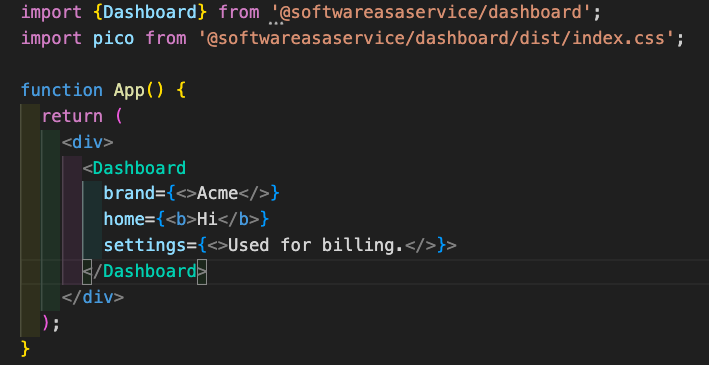 import {Dashboard} from '@softwareasaservice/dashboard';
import pico from '@softwareasaservice/dashboard/dist/index.css';
function App() {
return (
<div>
<Dashboard
brand={<>Acme</>}
home={<b>Hi</b>}
settings={<>Used for billing.</>}>
</Dashboard>
</div>
);
}